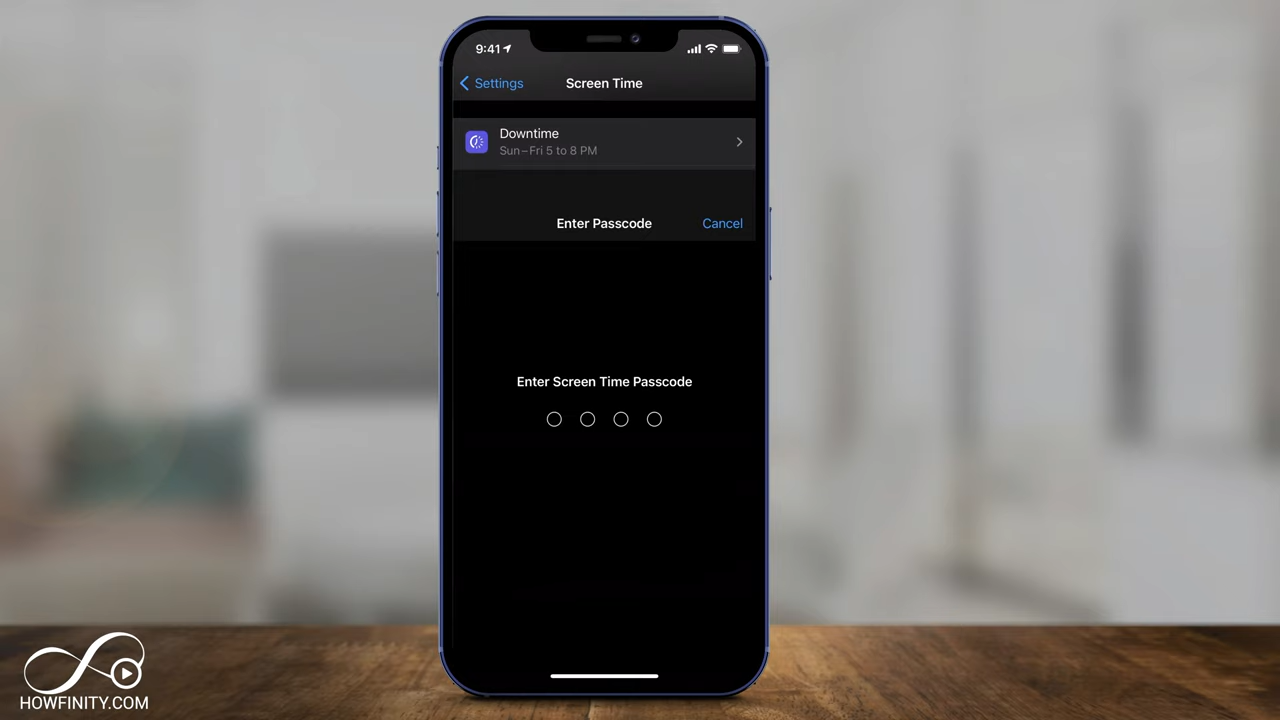 9:41
Settings
Screen Time
Downtime
Sun–Fri 5 to 8 PM
Enter Passcode
Cancel
Enter Screen Time Passcode
HOWFINITY.COM